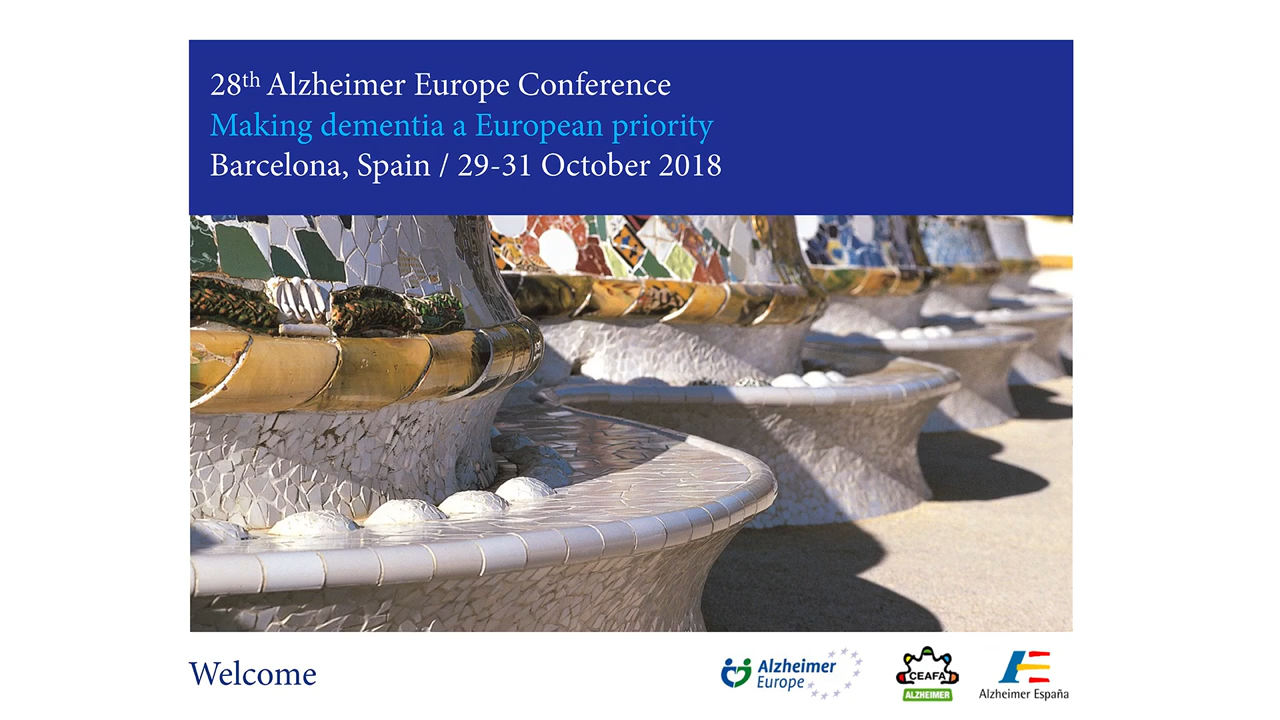 28th Alzheimer Europe Conference
Making dementia a European priority
Barcelona, Spain / 29-31 October 2018
Welcome
Alzheimer
Europe
CEAFA
ALZHEIMER
Alzheimer España